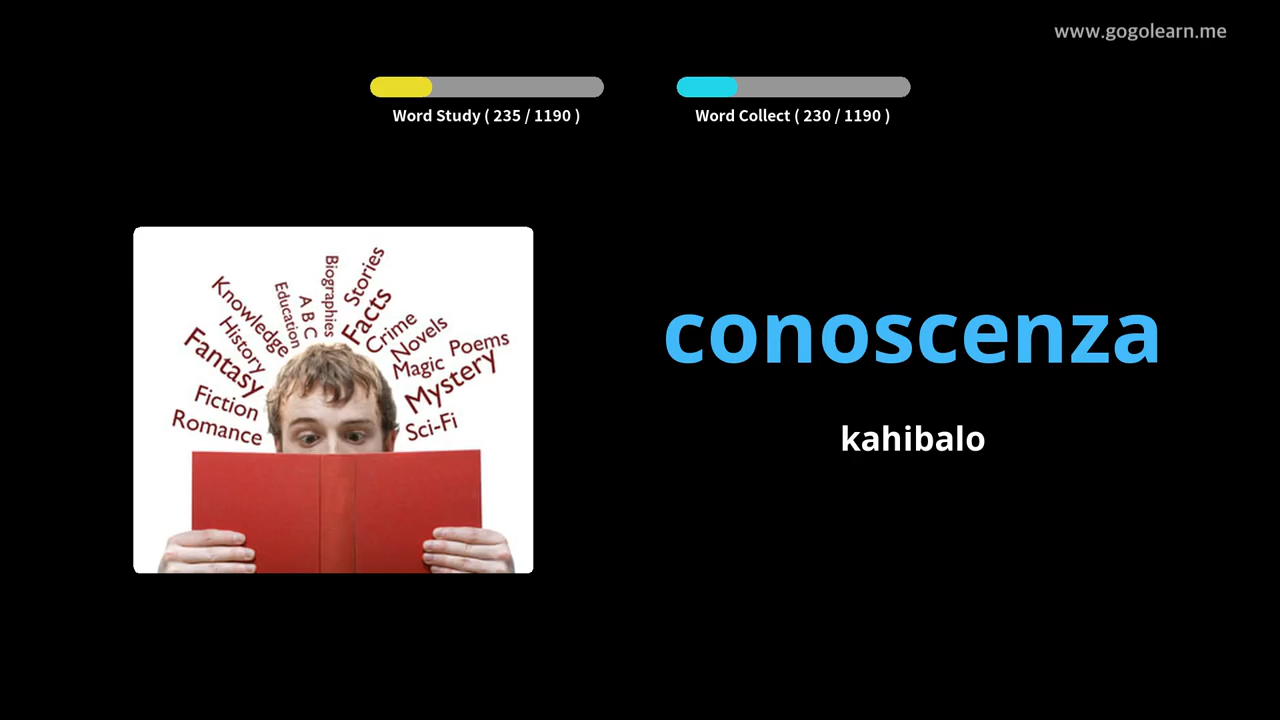 www.gogolearn.me
Word Study ( 235 / 1190 )
Word Collect ( 230 / 1190 )
Romance
Fiction
Fantasy
History
Knowledge
Education
A B C
Biographies
Stories
Facts
Crime
Novels
Magic
Poems
Mystery
Sci-Fi
conoscenza
kahibalo